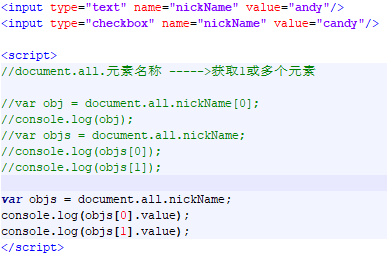 <input type="text" name="nickName" value="andy"/>
<input type="checkbox" name="nickName" value="candy"/>
<script>
//document.all.元素名称 ----->获取1或多个元素
//var obj = document.all.nickName[0];
//console.log(obj);
//var objs = document.all.nickName;
//console.log(objs[0]);
//console.log(objs[1]);
var objs = document.all.nickName;
console.log(objs[0].value);
console.log(objs[1].value);
</script>